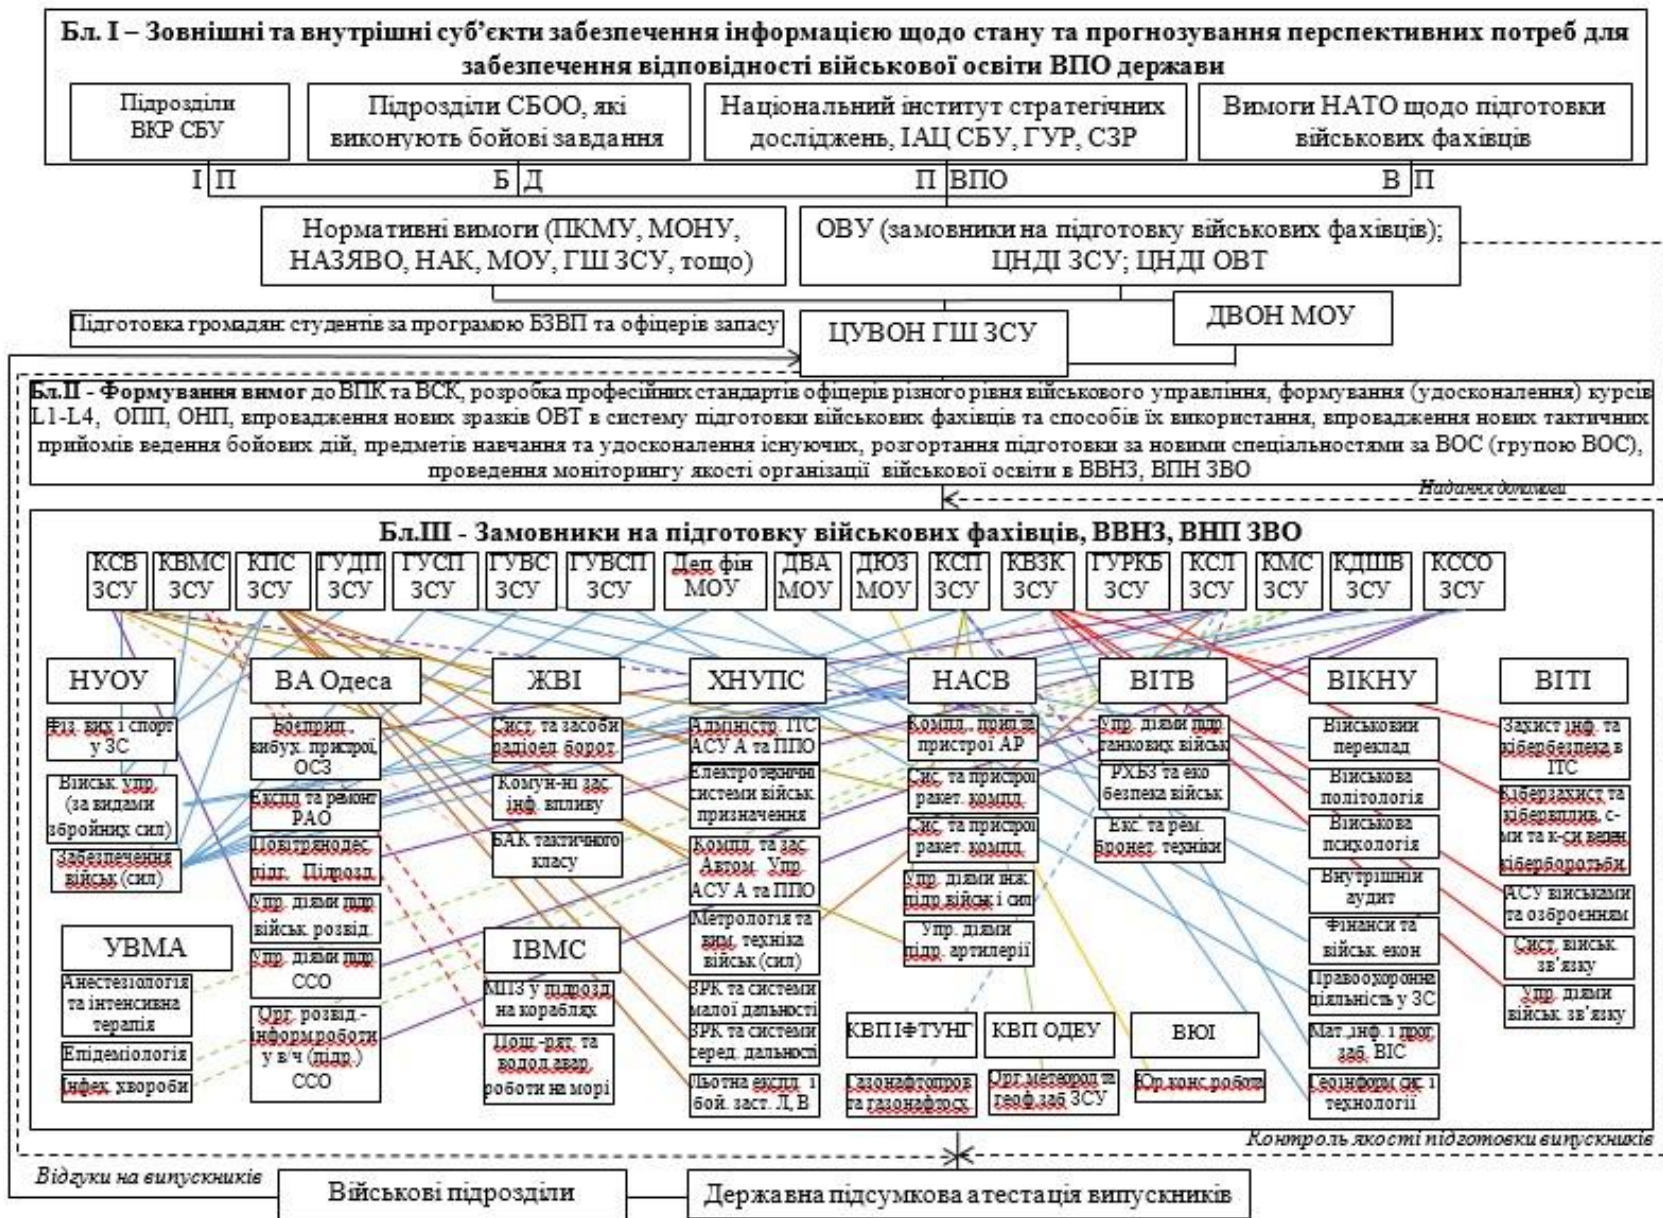 Бл. І – Зовнішні та внутрішні суб’єкти забезпечення інформацією щодо стану та прогнозування перспективних потреб для
забезпечення відповідності військової освіти ВПО держави
Підрозділи
ВКР СБУ
Підрозділи СБОО, які
виконують бойові завдання
Національний інститут стратегічних
досліджень, ІАЦ СБУ, ГУР, СЗР
Вимоги НАТО щодо підготовки
військових фахівців
І П
Б Д
П ВПО
В П
Нормативні вимоги (ПКМУ, МОНУ,
НАЗЯВО, НАК, МОУ, ГШ ЗСУ, тощо)
ОВУ (замовники на підготовку військових фахівців);
ЦНДІ ЗСУ; ЦНДІ ОВТ
Підготовка громадян: студентів за програмою БЗВП та офіцерів запасу
ЦУВОН ГШ ЗСУ
ДВОН МОУ
Бл.ІІ - Формування вимог до ВПК та ВСК, розробка професійних стандартів офіцерів різного рівня військового управління, формування (удосконалення) курсів
L1-L4, ОПП, ОНП, впровадження нових зразків ОВТ в систему підготовки військових фахівців та способів їх використання, впровадження нових тактичних
прийомів ведення бойових дій, предметів навчання та удосконалення існуючих, розгортання підготовки за новими спеціальностями за ВОС (групою ВОС),
проведення моніторингу якості організації військової освіти в ВВНЗ, ВПН ЗВО
Надання допомоги
Бл.ІІІ - Замовники на підготовку військових фахівців, ВВНЗ, ВНП ЗВО
КСВ
ЗСУ
КВМС
ЗСУ
КПС
ЗСУ
ГУДП
ЗСУ
ГУСП
ЗСУ
ГУВС
ЗСУ
ГУВСП
ЗСУ
Деп фін
МОУ
ДВА
МОУ
ДЮЗ
МОУ
КСП
ЗСУ
КВЗК
ЗСУ
ГУРКБ
ЗСУ
КСЛ
ЗСУ
КМС
ЗСУ
КДШВ
ЗСУ
КССО
ЗСУ
НУОУ
Фіз. вих і спорт
у ЗС
Військ. упр.
(за видами
збройних сил)
Забезпечення
військ (сил)
УВМА
Анестезіологія
та інтенсивна
терапія
Епідеміологія
Інфек. хвороби
ВА Одеса
Боєприп.,
вибух. пристрої,
ОСЗ
Експл та ремонт
РАО
Повітрянодес.
підг. Підрозд.
Упр. діями підр.
військ. розвід.
Упр. діями підр.
ССО
Орг. розвід.-
інформ роботи
у в/ч (підр.)
ССО
ЖВІ
Сист. та засоби
радіоел. борот.
Комун-ні зас.
інф. впливу
БАК тактичного
класу
ІВМС
МПЗ у підрозд.
на кораблях
Пош.-рят. та
водол авар.
роботи на морі
ХНУПС
Адміністр. ІТС
АСУ А та ППО
Електротехнічні
системи військ.
призначення
Компл. та зас.
Автом. Упр.
АСУ А та ППО
Метрологія та
вим. техніка
військ (сил)
ЗРК та системи
малої дальності
ЗРК та системи
серед. дальності
Льотна експл. і
бой. заст. Л, В
НАСВ
Компл., прил та
пристрої АР
Сис. та пристрої
ракет. компл.
Сис. та пристрої
ракет. компл.
Упр. діями інж.
підр.військ і сил
Упр. діями
підр. артилерії
КВП ІФТУНГ
Газонафтопров
та газонафтосх.
КВП ОДЕУ
Орг.метеорол та
геоф.заб ЗСУ
ВІТВ
Упр. діями підр.
танкових військ
РХБЗ та еко
безпека військ
Екс. та рем.
бронет. техніки
ВЮІ
Юр.конс.робота
ВІКНУ
Військовий
переклад
Військова
політологія
Військова
психологія
Внутрішній
аудит
Фінанси та
військ. екон
Правоохоронна
діяльність у ЗС
Мат.,інф. і прог.
заб. ВІС
Геоінформ сис. і
технології
ВІТІ
Захист інф. та
кібербезпека в
ІТС
Кіберзахист та
кібервплив, с-
ми та к-си веден.
кіберборотьби.
АСУ військами
та озброєнням
Сист. військ.
зв’язку
Упр. діями
військ. зв’язку
Контроль якості підготовки випускників
Відгуки на випускників
Військові підрозділи
Державна підсумкова атестація випускників